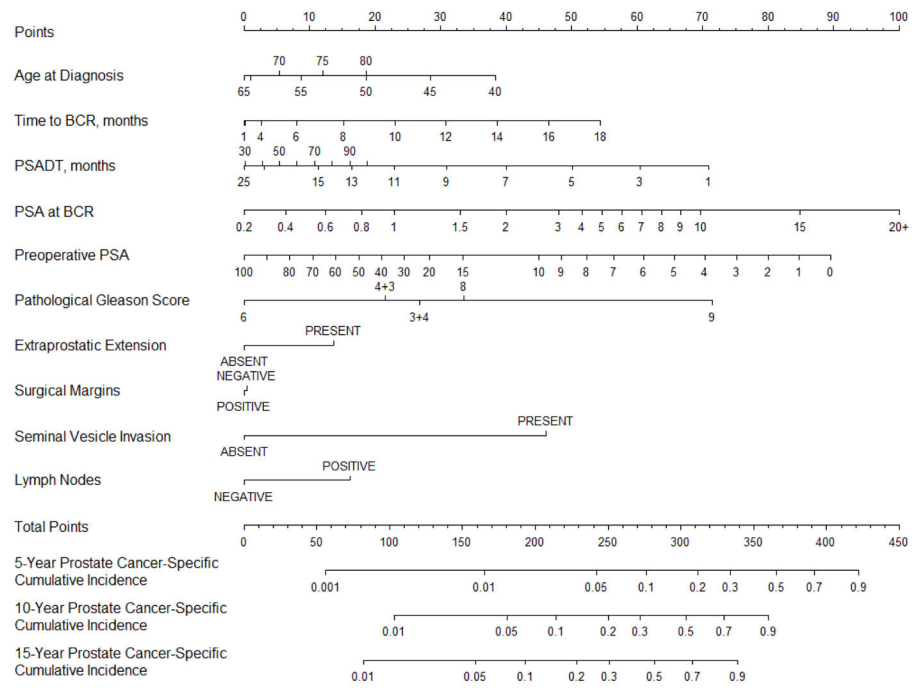 Points
0 10 20 30 40 50 60 70 80 90 100
70 75 80
Age at Diagnosis
65 55 50 45 40
Time to BCR, months
1 4 6 8 10 12 14 16 18
30 50 70 90
PSADT, months
25 15 13 11 9 7 5 3 1
PSA at BCR
0.2 0.4 0.6 0.8 1 1.5 2 3 4 5 6 7 8 9 10 15 20+
Preoperative PSA
100 80 70 60 50 40 30 20 15 10 9 8 7 6 5 4 3 2 1 0
4+3 8
Pathological Gleason Score
6 3+4 9
PRESENT
Extraprostatic Extension
ABSENT
NEGATIVE
Surgical Margins
POSITIVE
PRESENT
Seminal Vesicle Invasion
ABSENT
POSITIVE
Lymph Nodes
NEGATIVE
Total Points
0 50 100 150 200 250 300 350 400 450
5-Year Prostate Cancer-Specific
Cumulative Incidence
0.001 0.01 0.05 0.1 0.2 0.3 0.5 0.7 0.9
10-Year Prostate Cancer-Specific
Cumulative Incidence
0.01 0.05 0.1 0.2 0.3 0.5 0.7 0.9
15-Year Prostate Cancer-Specific
Cumulative Incidence
0.01 0.05 0.1 0.2 0.3 0.5 0.7 0.9